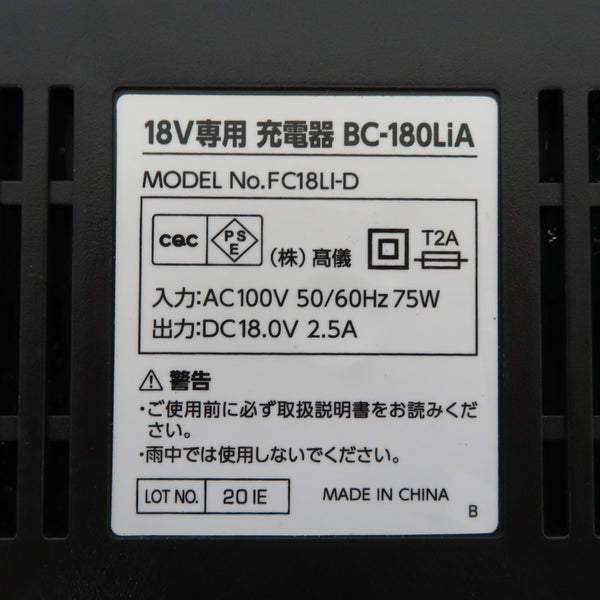 18V専用 充電器 BC-180LiA
MODEL No.FC18LI-D
CQC PSE (株)髙儀 T2A
入力:AC100V 50/60Hz 75W
出力:DC18.0V 2.5A
⚠ 警告
・ご使用前に必ず取扱説明書をお読みくだ
さい。
・雨中では使用しないでください。
LOT NO. 20 IE MADE IN CHINA
B